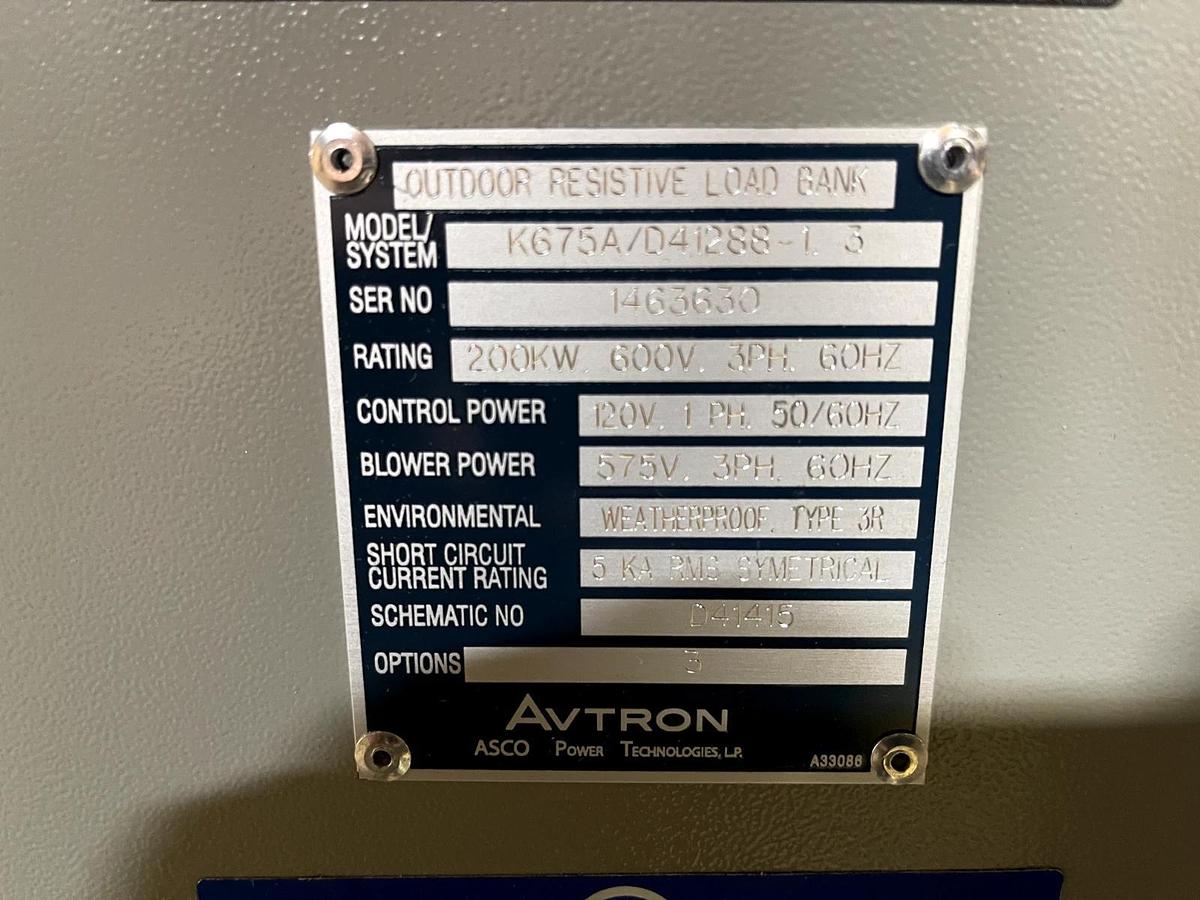 OUTDOOR RESISTIVE LOAD BANK
MODEL/ SYSTEM K675A/D41288-1, 3
SER NO 1463630
RATING 200KW, 600V, 3PH, 60HZ
CONTROL POWER 120V, 1 PH, 50/60HZ
BLOWER POWER 575V, 3PH, 60HZ
ENVIRONMENTAL WEATHERPROOF, TYPE 3R
SHORT CIRCUIT
CURRENT RATING 5 KA RMS SYMETRICAL
SCHEMATIC NO D41415
OPTIONS 3
AVTRON
ASCO POWER TECHNOLOGIES, L.P.
A33086